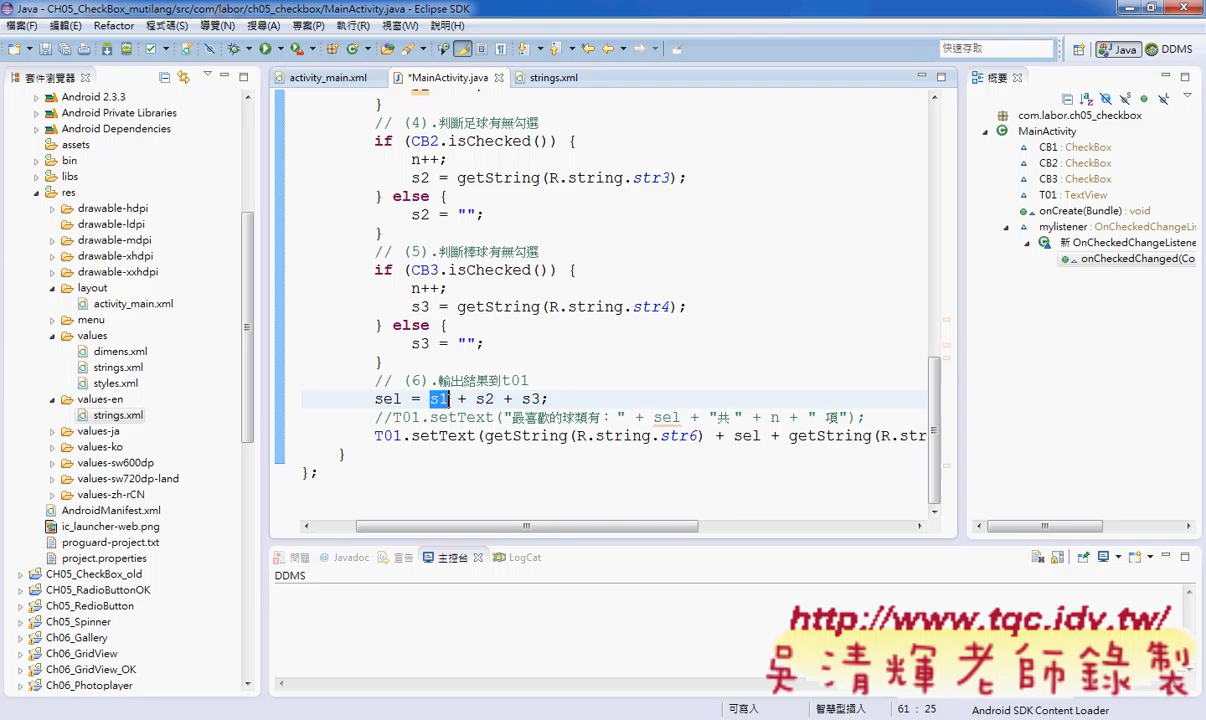 Java - CH05_CheckBox_mutilang/src/com/labor/ch05_checkbox/MainActivity.java - Eclipse SDK
檔案(F) 編輯(E) Refactor 程式碼(S) 導覽(N) 搜尋(A) 專案(P) 執行(R) 視窗(W) 說明(H)
快速存取
Java
DDMS
套件瀏覽器
Android 2.3.3
Android Private Libraries
Android Dependencies
assets
bin
libs
res
drawable-hdpi
drawable-ldpi
drawable-mdpi
drawable-xhdpi
drawable-xxhdpi
layout
activity_main.xml
menu
values
dimens.xml
strings.xml
styles.xml
values-en
strings.xml
values-ja
values-ko
values-sw600dp
values-sw720dp-land
values-zh-rCN
AndroidManifest.xml
ic_launcher-web.png
proguard-project.txt
project.properties
CH05_CheckBox_old
CH05_RadioButtonOK
CH05_RedioButton
CH05_Spinner
CH06_Gallery
CH06_GridView
CH06_GridView_OK
CH06_Photoplayer
activity_main.xml *MainActivity.java strings.xml
}
// (4).判斷足球有無勾選
if (CB2.isChecked()) {
n++;
s2 = getString(R.string.str3);
} else {
s2 = "";
}
// (5).判斷棒球有無勾選
if (CB3.isChecked()) {
n++;
s3 = getString(R.string.str4);
} else {
s3 = "";
}
// (6).輸出結果到t01
sel = s1 + s2 + s3;
//T01.setText("最喜歡的球類有：" + sel + "共" + n + " 項");
T01.setText(getString(R.string.str6) + sel + getString(R.str
}
};
概要
com.labor.ch05_checkbox
MainActivity
CB1 : CheckBox
CB2 : CheckBox
CB3 : CheckBox
T01 : TextView
onCreate(Bundle) : void
mylistener : OnCheckedChangeLis
新 OnCheckedChangeListene
onCheckedChanged(Co
問題 @ Javadoc 宣告 主控台 LogCat
DDMS
http://www.tqc.idv.tw/
吳清輝老師錄製
可寫入 智慧型插入 61 : 25 Android SDK Content Loader